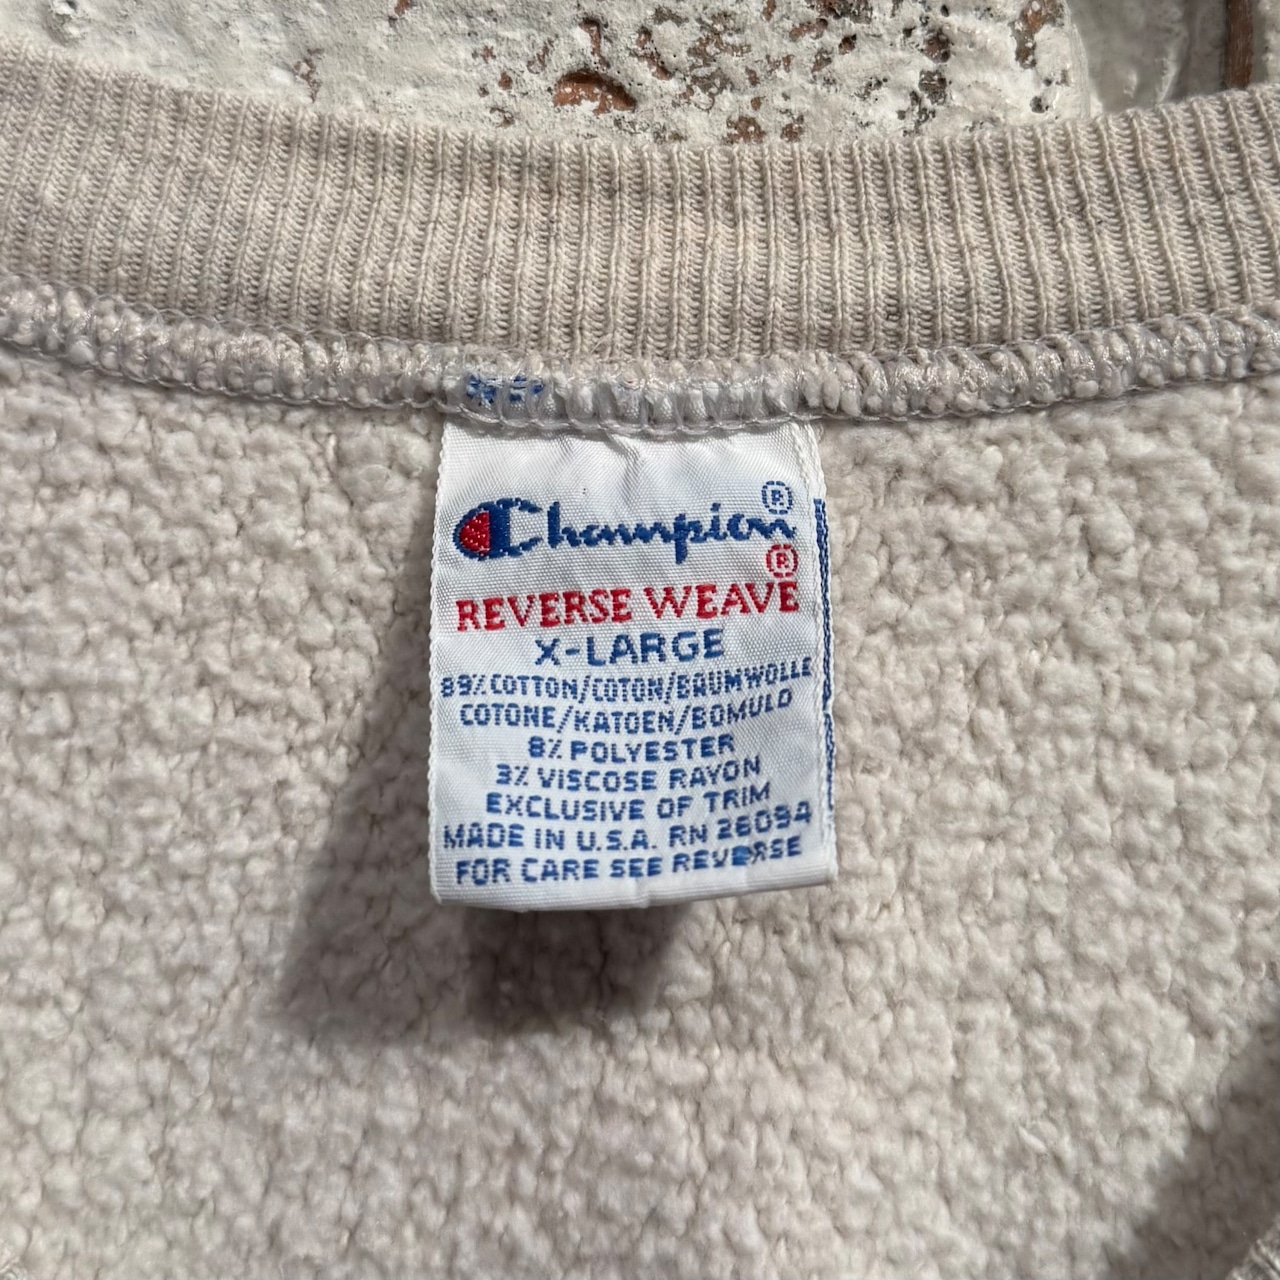 Champion®
®
REVERSE WEAVE
X-LARGE
89% COTTON/COTON/BAUMWOLLE
COTONE/KATOEN/BOMULD
8% POLYESTER
3% VISCOSE RAYON
EXCLUSIVE OF TRIM
MADE IN U.S.A. RN 26094
FOR CARE SEE REVERSE